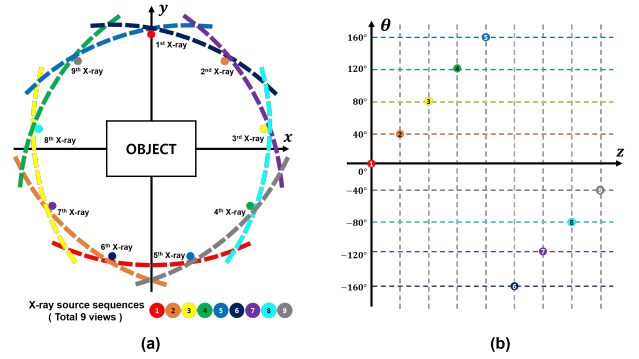 y
1st X-ray
9th X-ray
2nd X-ray
x
8th X-ray
3rd X-ray
OBJECT
7th X-ray
4th X-ray
6th X-ray
5th X-ray
X-ray source sequences
( Total 9 views )
1 2 3 4 5 6 7 8 9
(a)
θ
160°
5
120°
4
80°
3
40°
2
z
1
0°
-40°
9
-80°
8
-120°
7
-160°
6
(b)